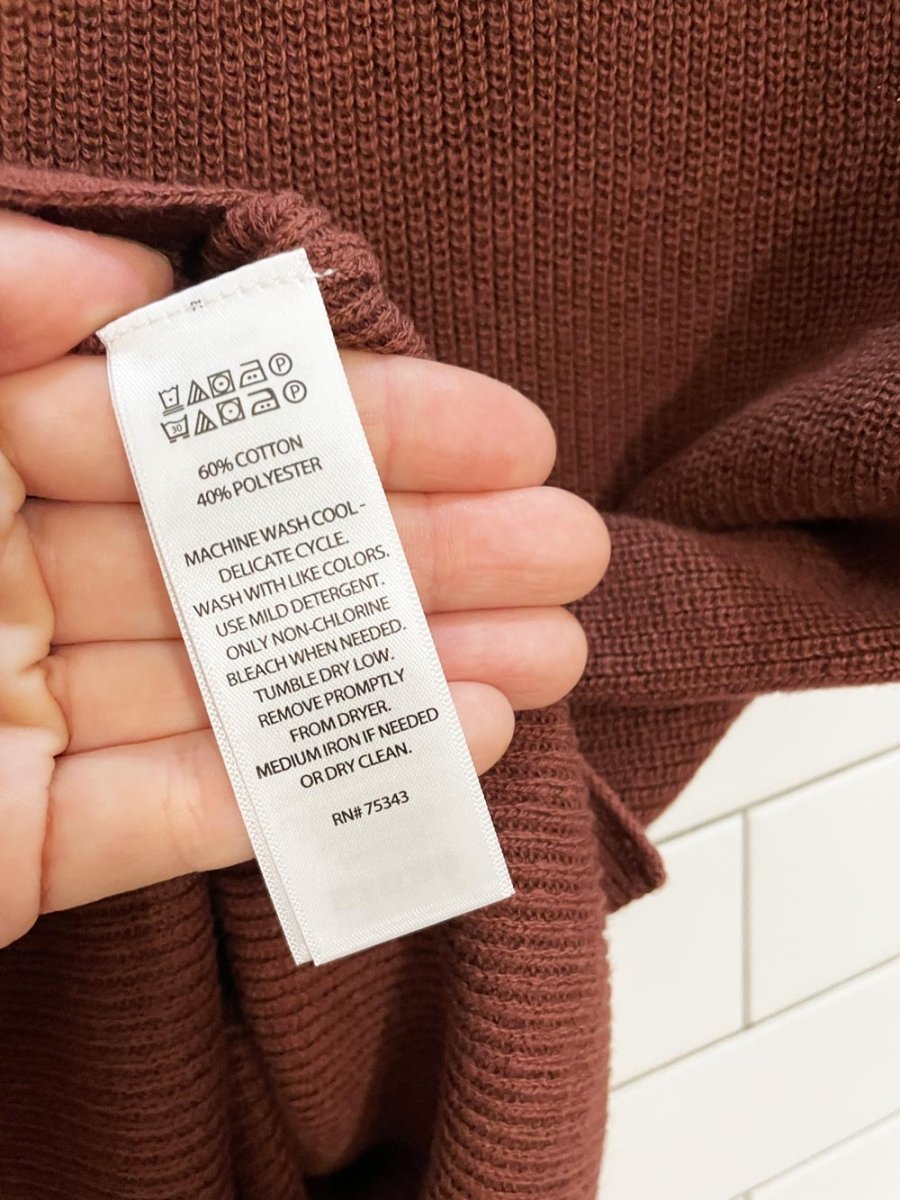 P
30 P
60% COTTON
40% POLYESTER
MACHINE WASH COOL -
DELICATE CYCLE.
WASH WITH LIKE COLORS.
USE MILD DETERGENT.
ONLY NON-CHLORINE
BLEACH WHEN NEEDED.
TUMBLE DRY LOW.
REMOVE PROMPTLY
FROM DRYER.
MEDIUM IRON IF NEEDED
OR DRY CLEAN.
RN# 75343